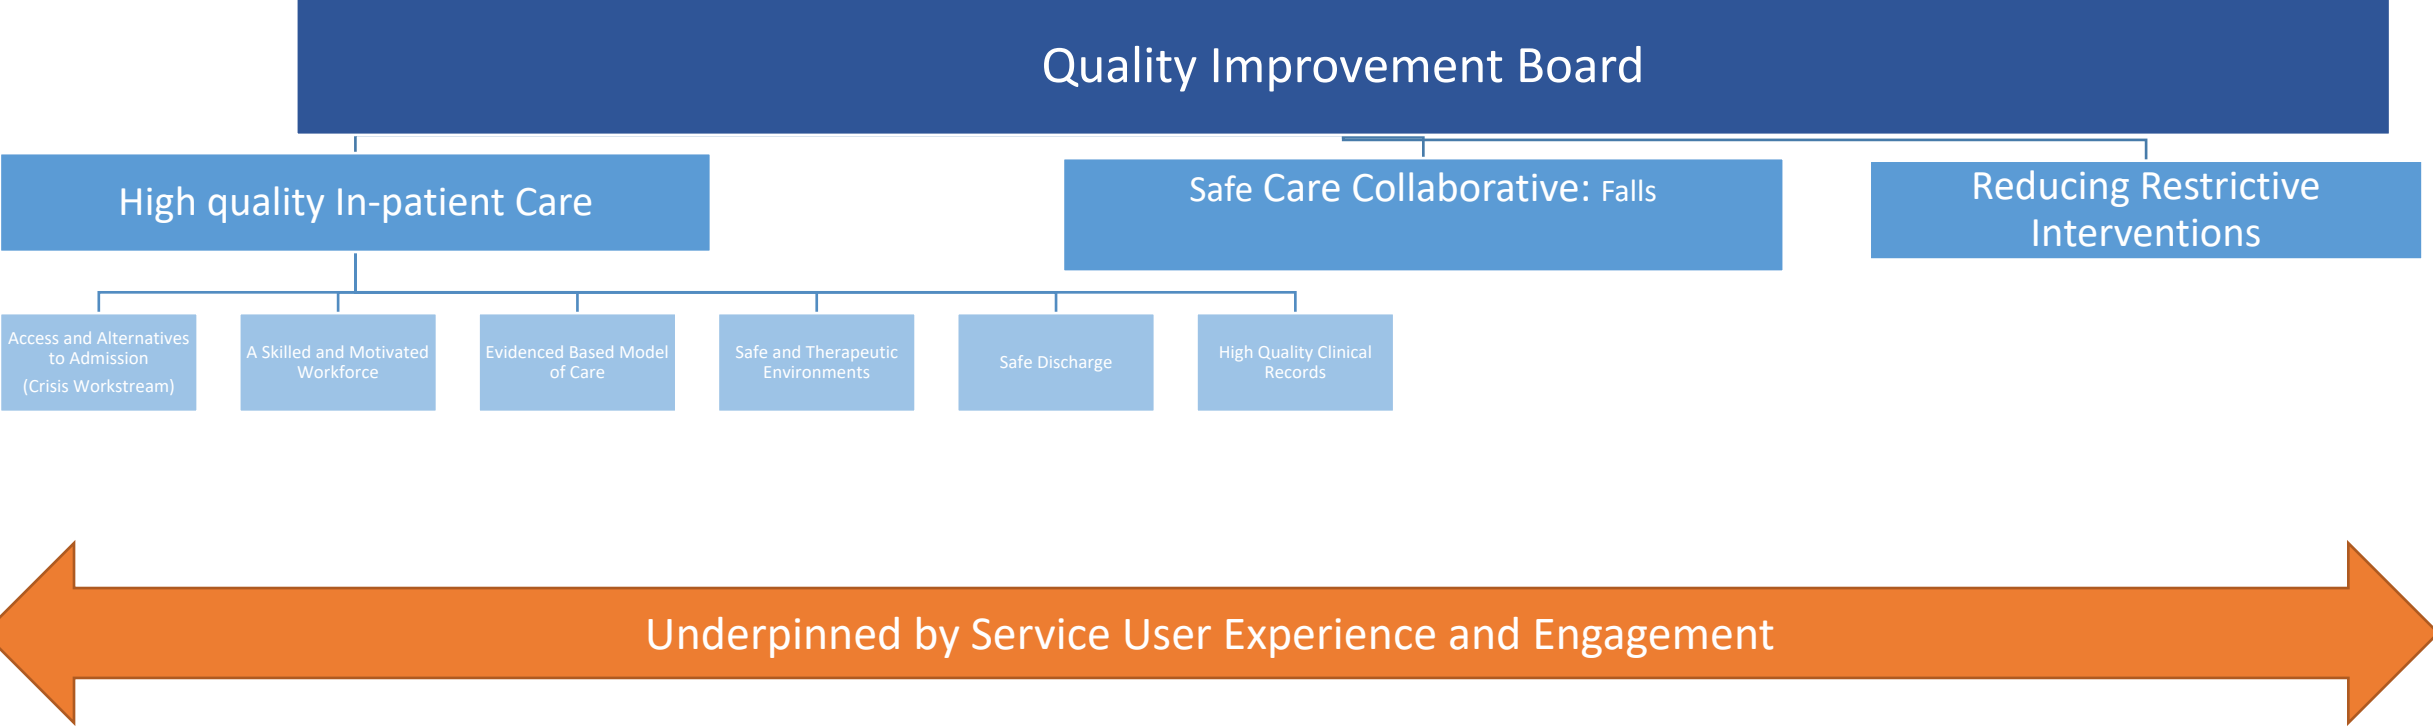 Quality Improvement Board
High quality In-patient Care
Safe Care Collaborative: Falls
Reducing Restrictive
Interventions
Access and Alternatives
to Admission
(Crisis Workstream)
A Skilled and Motivated
Workforce
Evidenced Based Model
of Care
Safe and Therapeutic
Environments
Safe Discharge
High Quality Clinical
Records
Underpinned by Service User Experience and Engagement